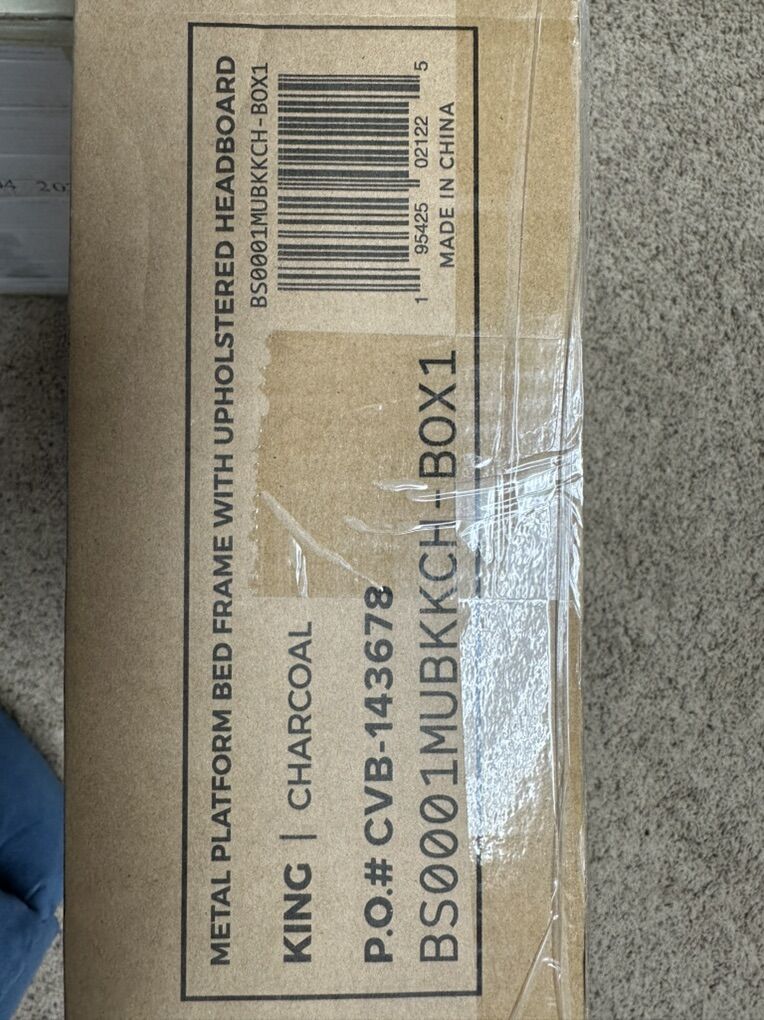 METAL PLATFORM BED FRAME WITH UPHOLSTERED HEADBOARD
KING | CHARCOAL
P.O.# CVB-143678
BS0001MUBKKCH-BOX1
BS0001MUBKKCH-BOX1
1 95425 02122 5
MADE IN CHINA